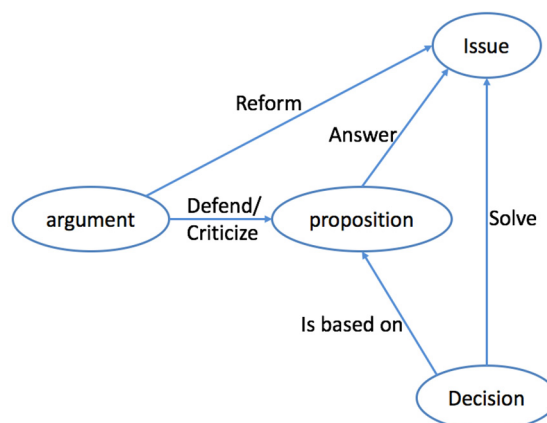 Issue
Reform
Answer
argument
Defend/
Criticize
proposition
Solve
Is based on
Decision